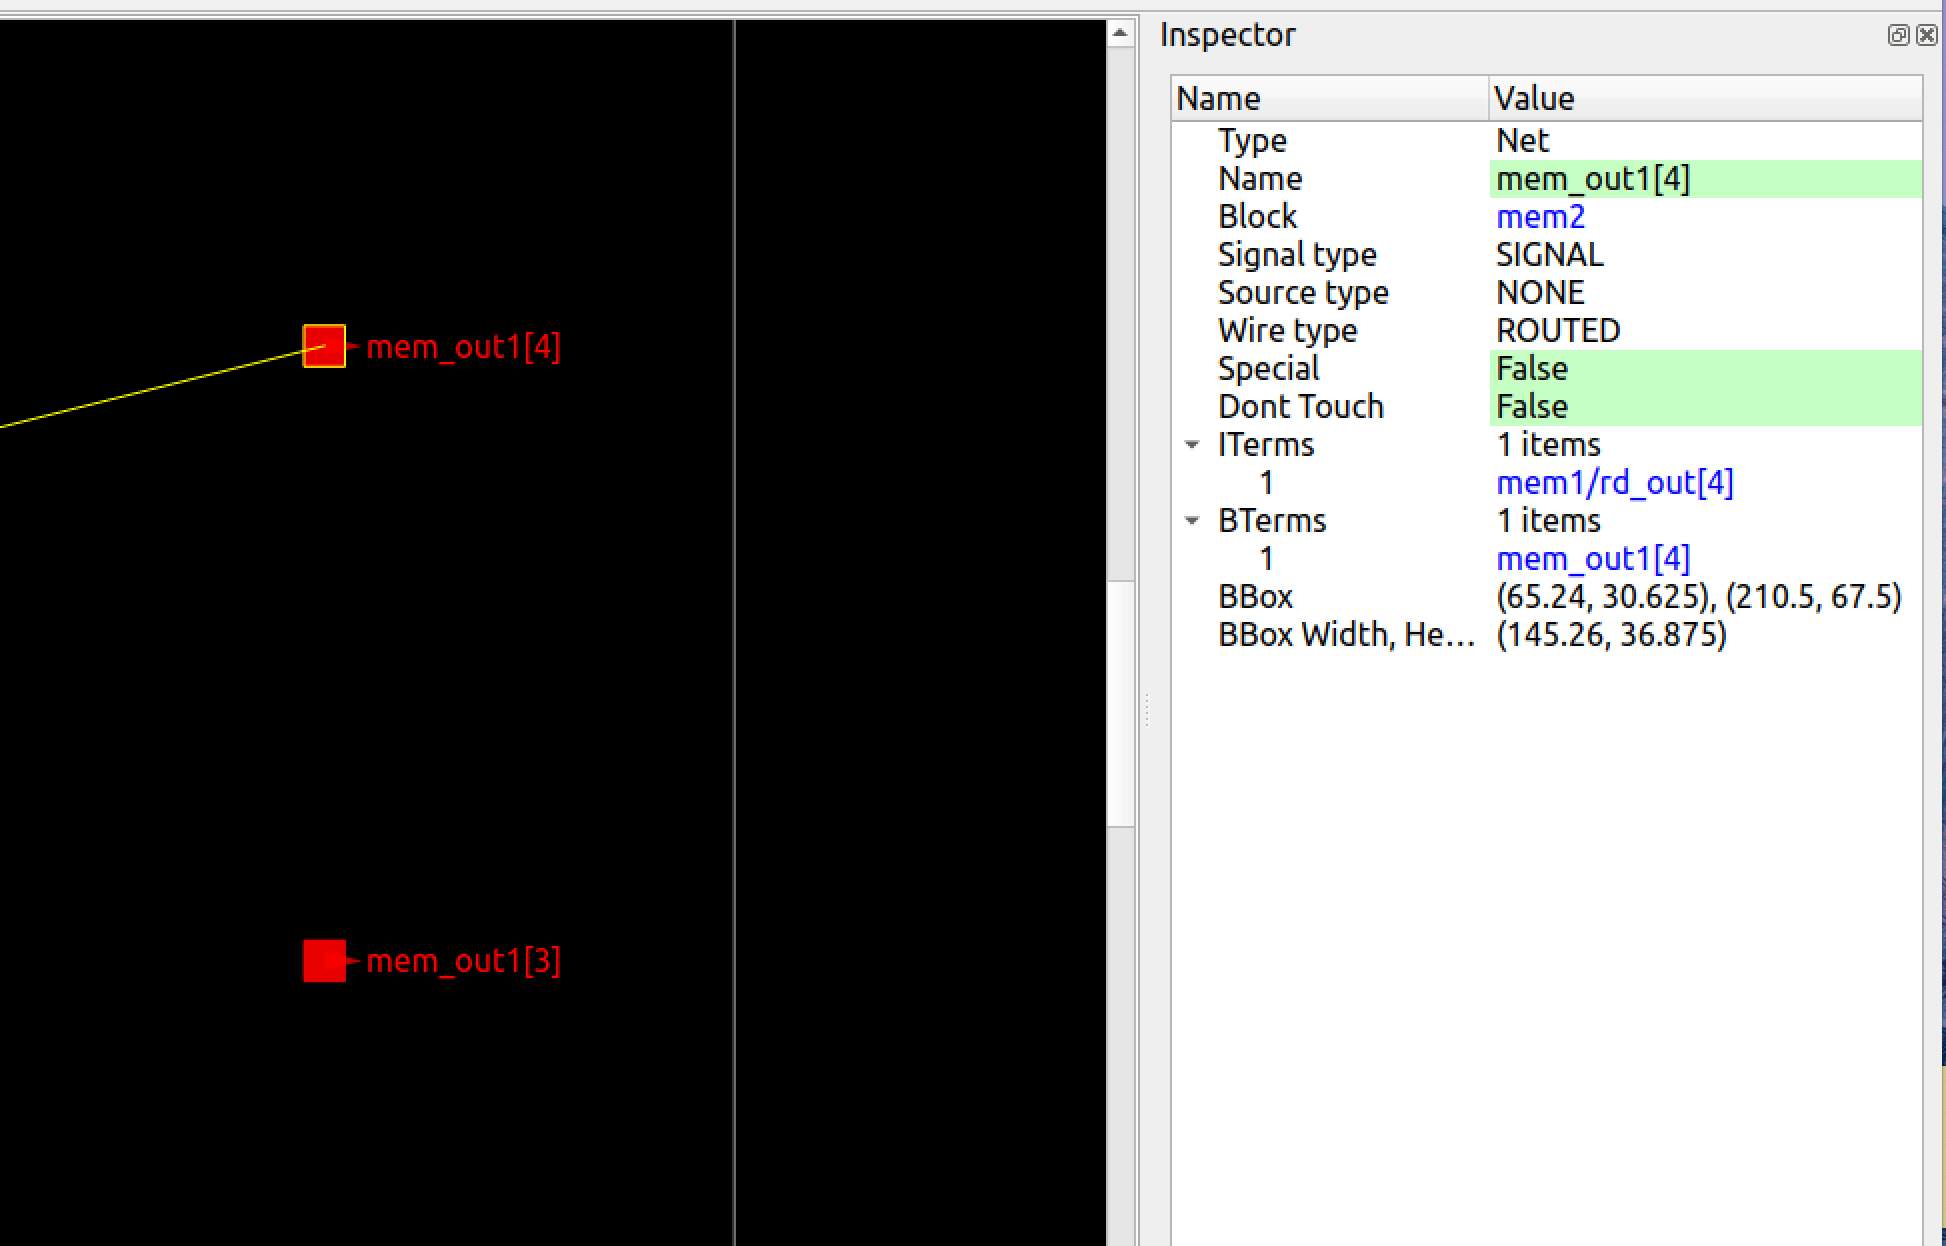 Inspector
Name Value
Type Net
Name mem_out1[4]
Block mem2
Signal type SIGNAL
Source type NONE
Wire type ROUTED
Special False
Dont Touch False
ITerms 1 items
1 mem1/rd_out[4]
BTerms 1 items
1 mem_out1[4]
BBox (65.24, 30.625), (210.5, 67.5)
BBox Width, He... (145.26, 36.875)
mem_out1[4]
mem_out1[3]